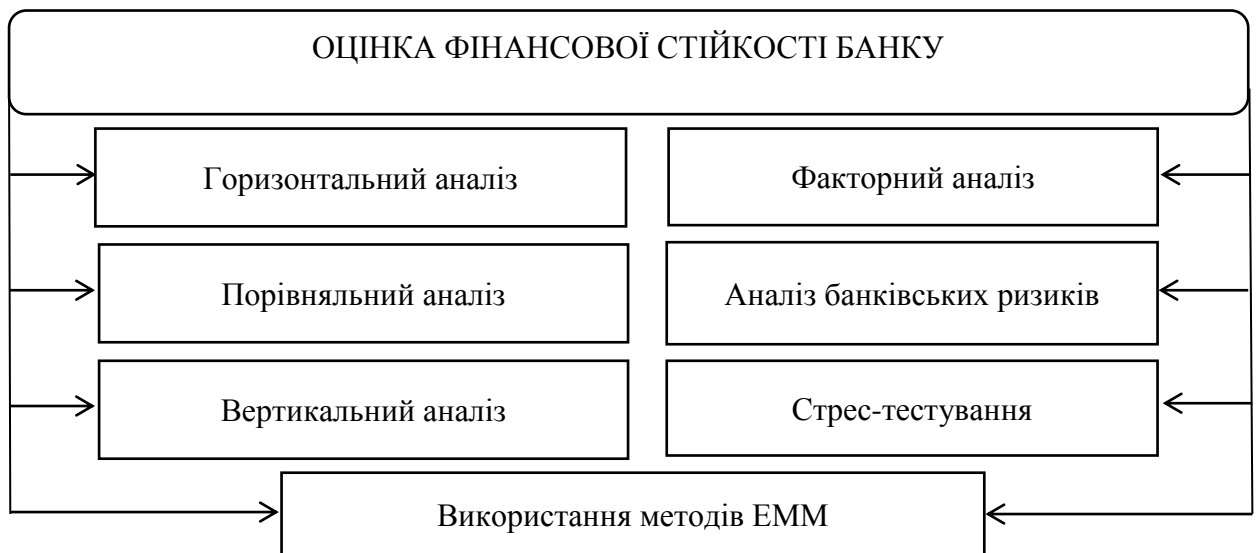 ОЦІНКА ФІНАНСОВОЇ СТІЙКОСТІ БАНКУ
Горизонтальний аналіз
Факторний аналіз
Порівняльний аналіз
Аналіз банківських ризиків
Вертикальний аналіз
Стрес-тестування
Використання методів ЕММ